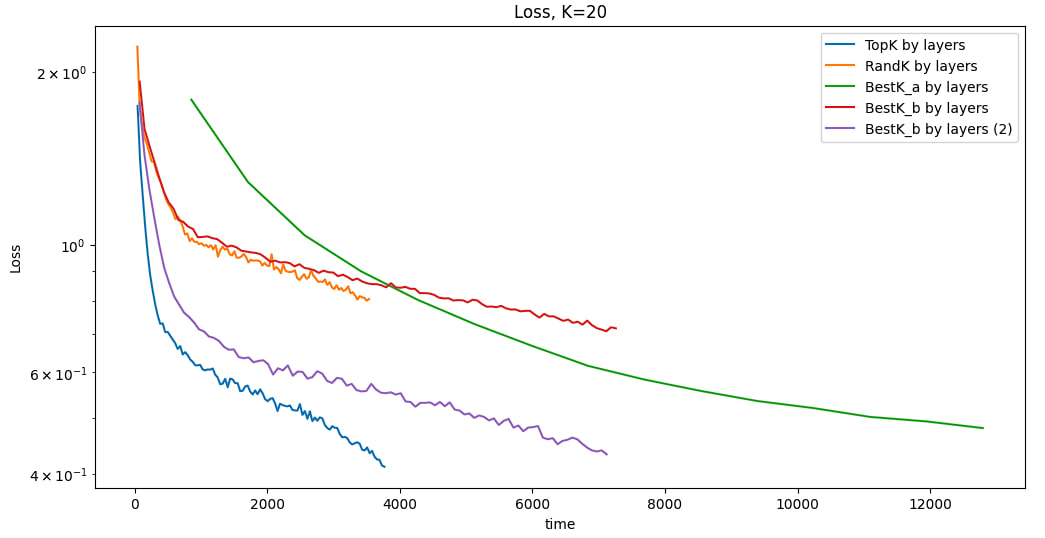 Loss, K=20
TopK by layers
RandK by layers
BestK_a by layers
BestK_b by layers
BestK_b by layers (2)
Loss
2 × 10⁰
10⁰
6 × 10⁻¹
4 × 10⁻¹
0 2000 4000 6000 8000 10000 12000
time